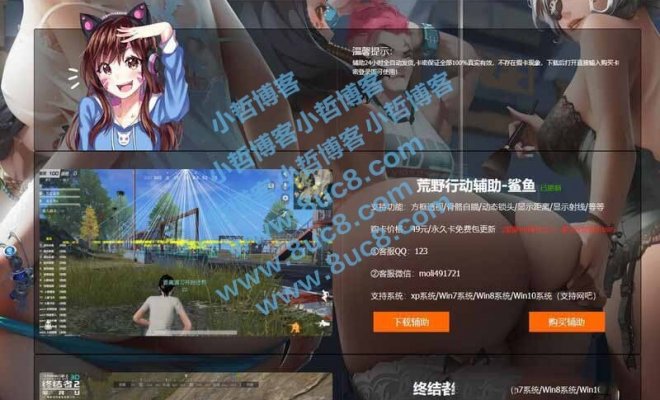 温馨提示:
辅助24小时全自动发货,卡密保证全部100%真实有效,不存在假卡现象,下载后打开直接输入购买卡
密登录即可使用!
小哲博客
小哲博客小哲博客
小哲博客 小哲博客
www.8uc8.com
www.8uc8.com
www.8uc8.com
荒野行动辅助-鲨鱼 已更新
支持功能:方框透视/骨骼自瞄/动态锁头/显示距离/显示射线/等等
购卡价格:49元/永久卡免费包更新
①客服QQ:123
②客服微信:moli491721
支持系统:xp系统/Win7系统/Win8系统/Win10系统(支持网吧)
下载辅助
购买辅助
终结者2
终结者
n7系统/Win8系统/Win10